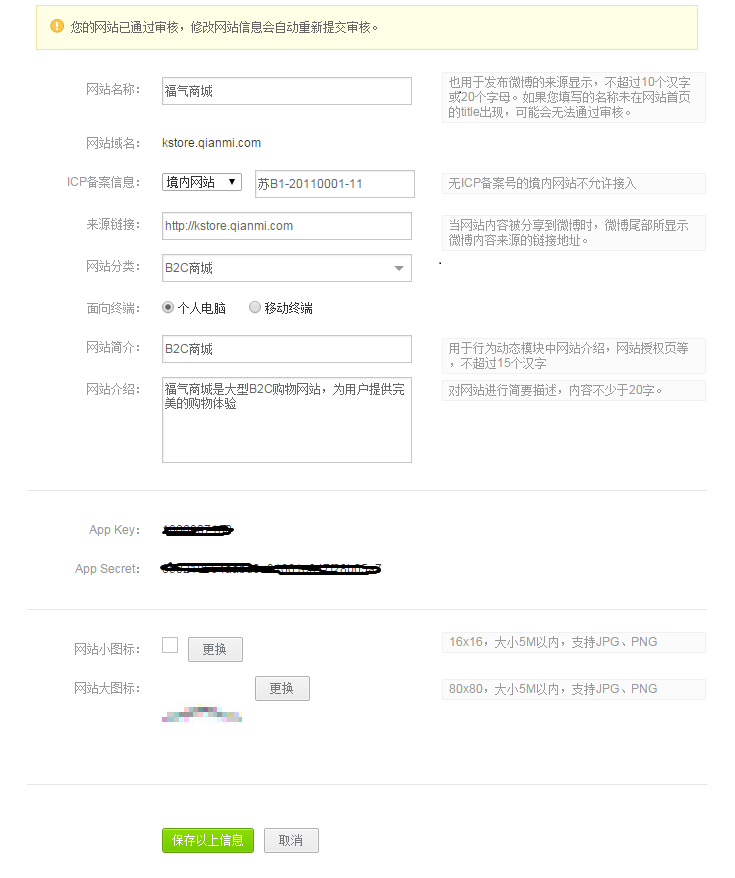 您的网站已通过审核，修改网站信息会自动重新提交审核。
网站名称： 福气商城
也用于发布微博的来源显示，不超过10个汉字
或20个字母。如果您填写的名称未在网站首页
的title出现，可能会无法通过审核。
网站域名： kstore.qianmi.com
ICP备案信息： 境内网站 ▼ 苏B1-20110001-11 无ICP备案号的境内网站不允许接入
来源链接： http://kstore.qianmi.com
当网站内容被分享到微博时，微博尾部所显示
微博内容来源的链接地址。
网站分类： B2C商城
面向终端： 个人电脑 移动终端
网站简介： B2C商城
用于行为动态模块中网站介绍，网站授权页等
，不超过15个汉字
网站介绍： 福气商城是大型B2C购物网站，为用户提供完
美的购物体验
对网站进行简要描述，内容不少于20字。
App Key：
App Secret：
网站小图标： 更换 16x16，大小5M以内，支持JPG、PNG
网站大图标： 更换 80x80，大小5M以内，支持JPG、PNG
保存以上信息 取消